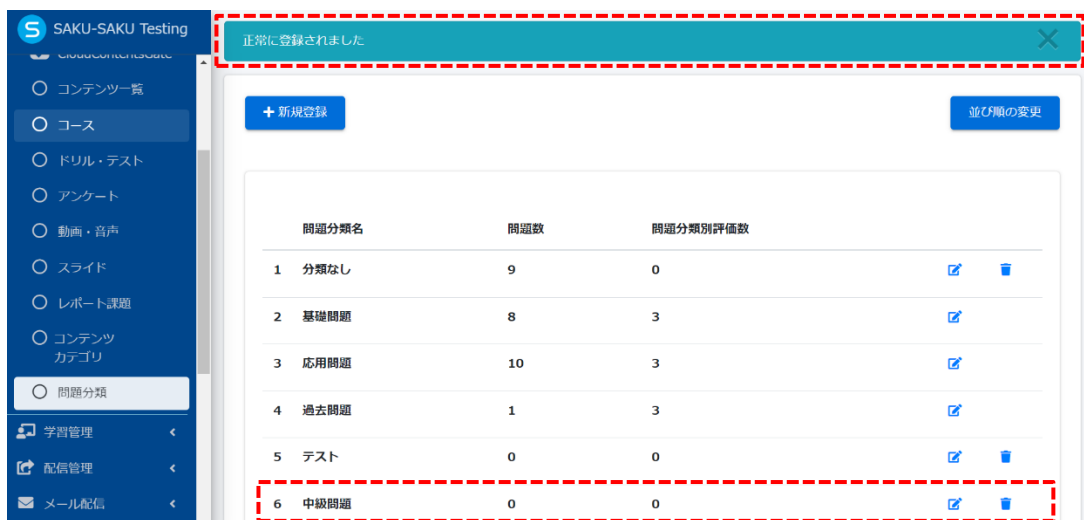 SAKU-SAKU Testing
正常に登録されました
CloudContentsGate
コンテンツ一覧
コース
ドリル・テスト
アンケート
動画・音声
スライド
レポート課題
コンテンツ
カテゴリ
問題分類
学習管理
配信管理
メール配信
+ 新規登録
並び順の変更
問題分類名 問題数 問題分類別評価数
1 分類なし 9 0
2 基礎問題 8 3
3 応用問題 10 3
4 過去問題 1 3
5 テスト 0 0
6 中級問題 0 0